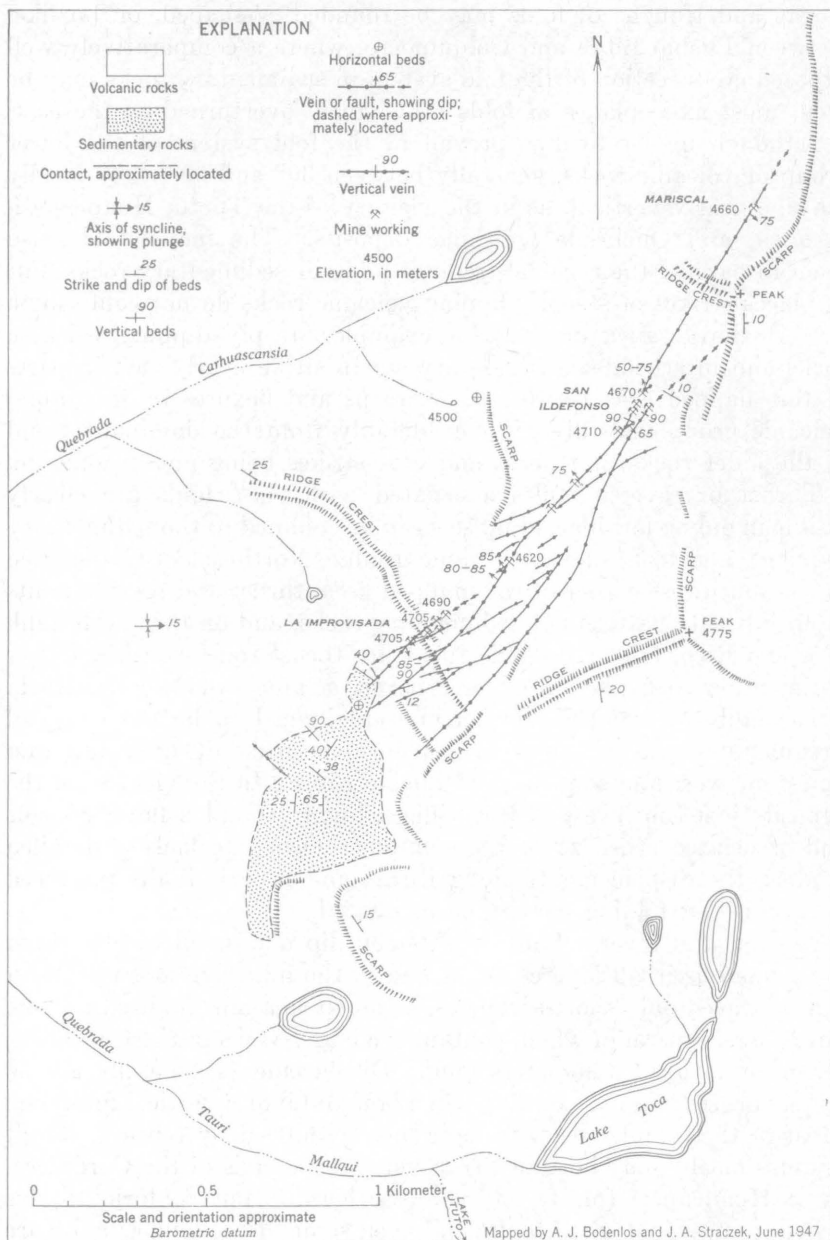 EXPLANATION
Volcanic rocks
Sedimentary rocks
Contact, approximately located
15
Axis of syncline,
showing plunge
25
Strike and dip of beds
90
Vertical beds
Horizontal beds
65
Vein or fault, showing dip;
dashed where approxi-
mately located
90
Vertical vein
Mine working
4500
Elevation, in meters
N
MARISCAL
4660
75
SCARP
RIDGE CREST
PEAK
10
Quebrada Carhuascansia
4500
50-75
SAN
ILDEFONSO
4670
10
90
90
4710
65
SCARP
25
RIDGE CREST
75
85
80-85
4620
SCARP
15
LA IMPROVISADA
4690
4705
4705
40
85
90
12
PEAK
4775
RIDGE CREST
20
SCARP
90
40
38
25
65
15
SCARP
Quebrada Tauri Mallqui
Lake Toca
LAKE UTUTO
0 0.5 1 Kilometer
Scale and orientation approximate
Barometric datum
Mapped by A. J. Bodenlos and J. A. Straczek, June 1947